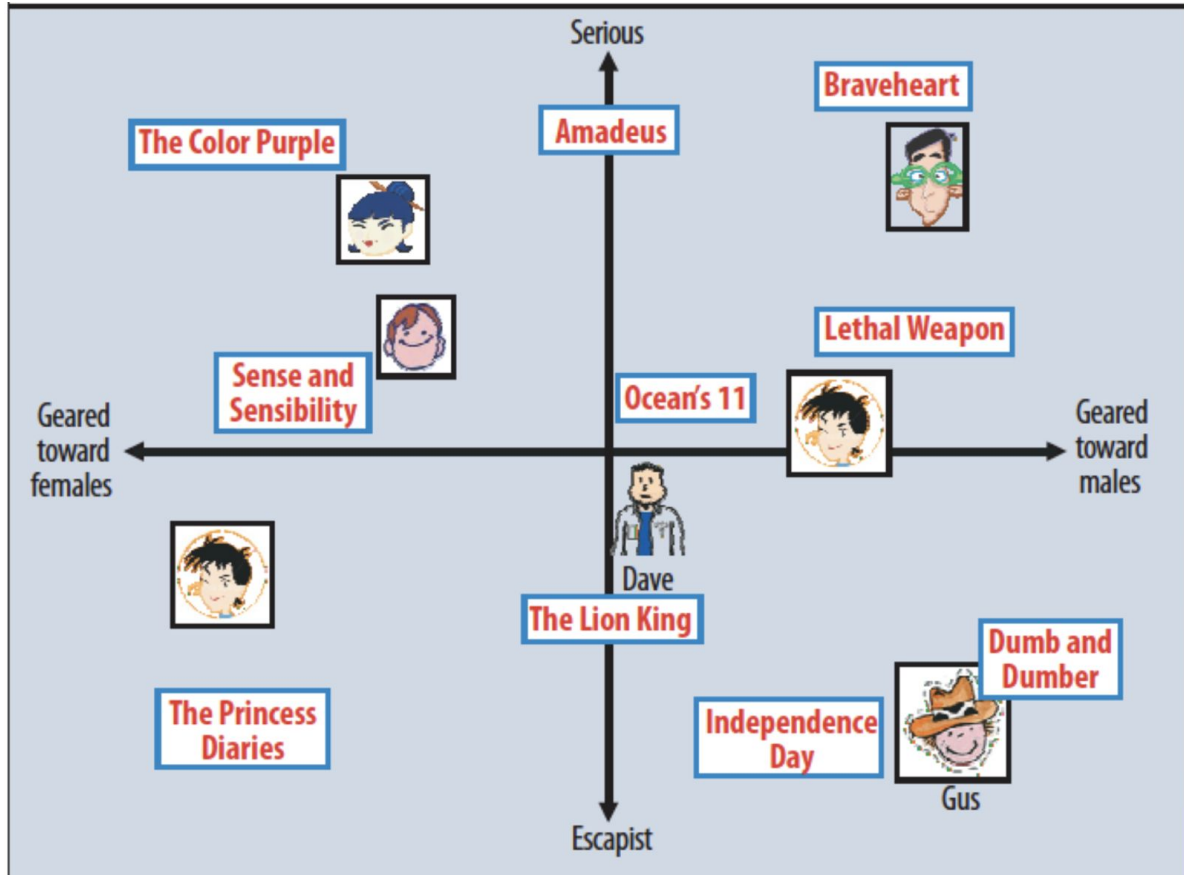 Serious
Braveheart
Amadeus
The Color Purple
Lethal Weapon
Sense and
Sensibility
Ocean's 11
Geared
toward
females
Geared
toward
males
Dave
The Lion King
Dumb and
Dumber
The Princess
Diaries
Independence
Day
Gus
Escapist